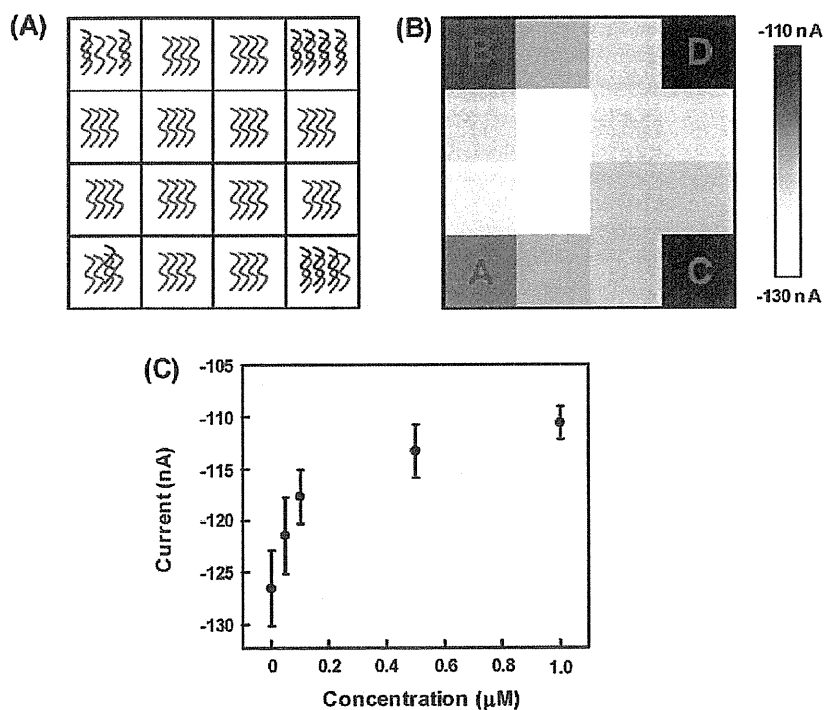 (A)
(B)
B
D
A
C
-110 nA
-130 nA
(C)
-105
-110
-115
-120
-125
-130
Current (nA)
0 0.2 0.4 0.6 0.8 1.0
Concentration (μM)